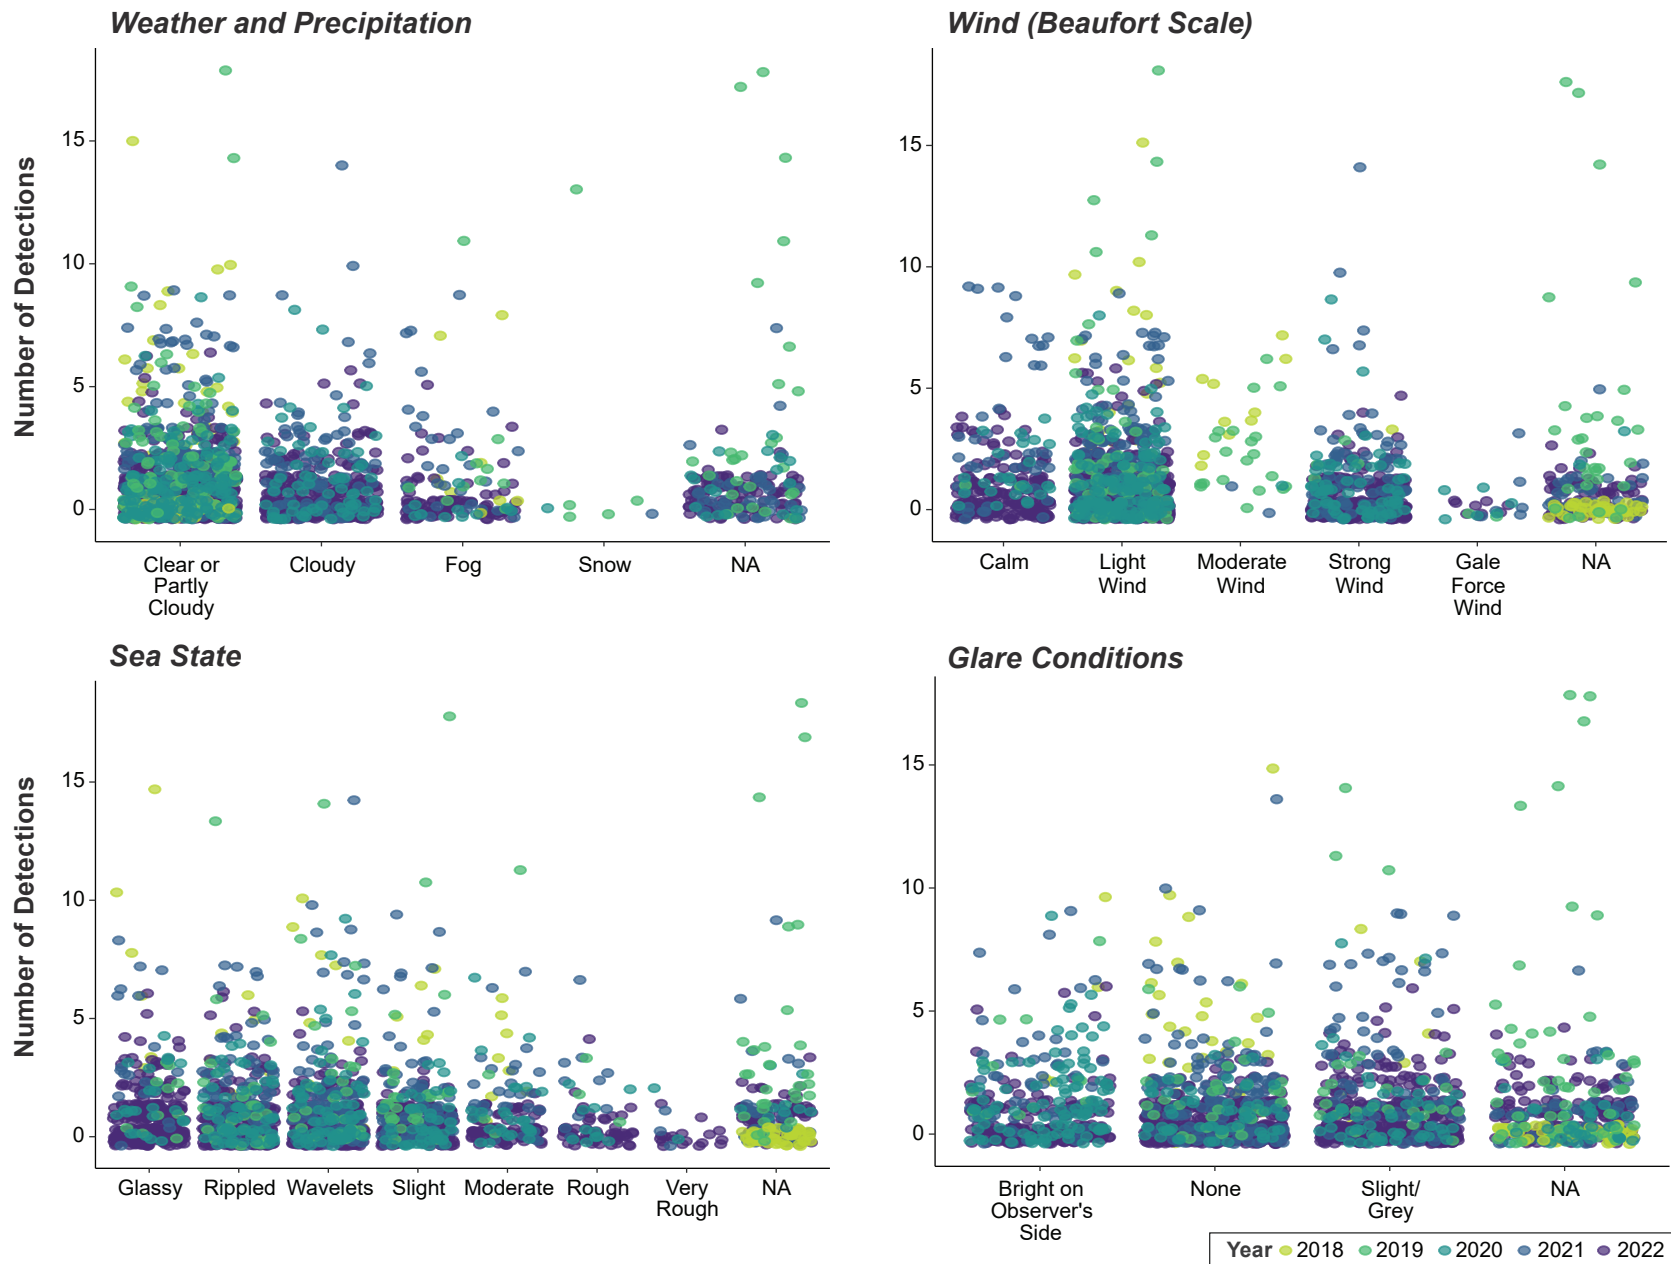 Weather and Precipitation
Number of Detections
15
10
5
0
Clear or
Partly
Cloudy
Cloudy
Fog
Snow
NA
Wind (Beaufort Scale)
15
10
5
0
Calm
Light
Wind
Moderate
Wind
Strong
Wind
Gale
Force
Wind
NA
Sea State
Number of Detections
15
10
5
0
Glassy
Rippled
Wavelets
Slight
Moderate
Rough
Very
Rough
NA
Glare Conditions
15
10
5
0
Bright on
Observer's
Side
None
Slight/
Grey
NA
Year 2018 2019 2020 2021 2022